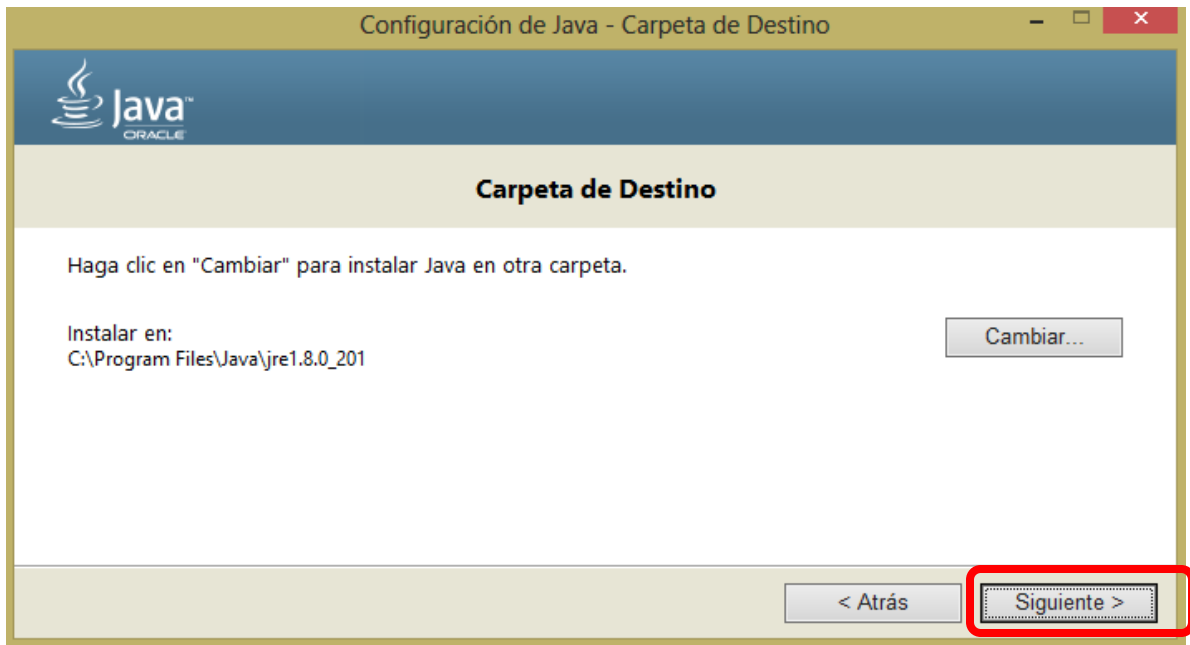 Configuración de Java - Carpeta de Destino
Java™
ORACLE
Carpeta de Destino
Haga clic en "Cambiar" para instalar Java en otra carpeta.
Instalar en:
Cambiar...
C:\Program Files\Java\jre1.8.0_201
< Atrás
Siguiente >